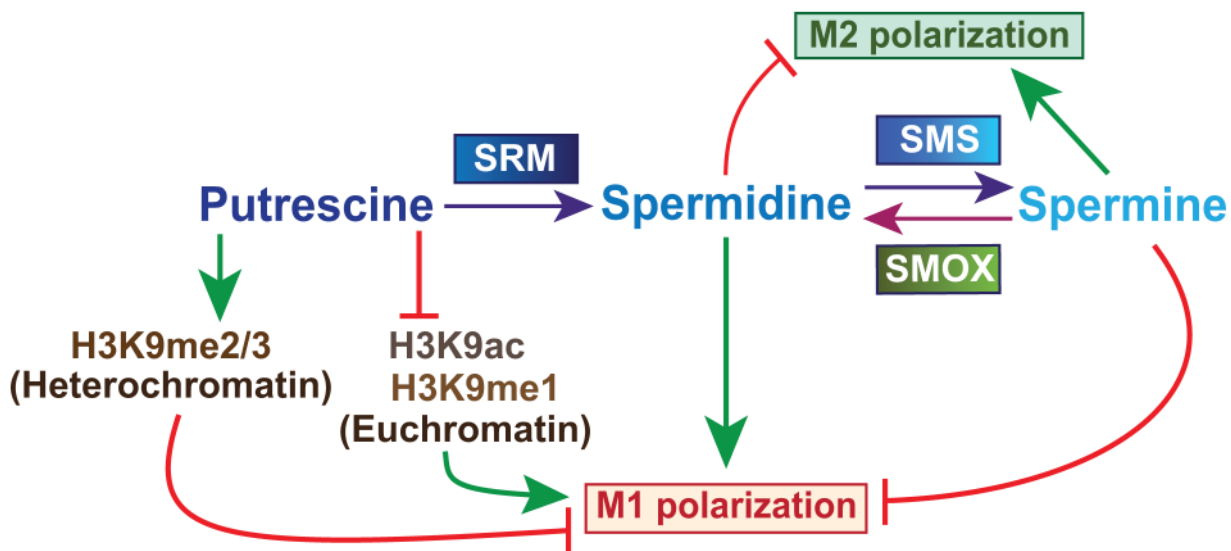 M2 polarization
SRM
SMS
Putrescine
Spermidine
Spermine
SMOX
H3K9me2/3
(Heterochromatin)
H3K9ac
H3K9me1
(Euchromatin)
M1 polarization